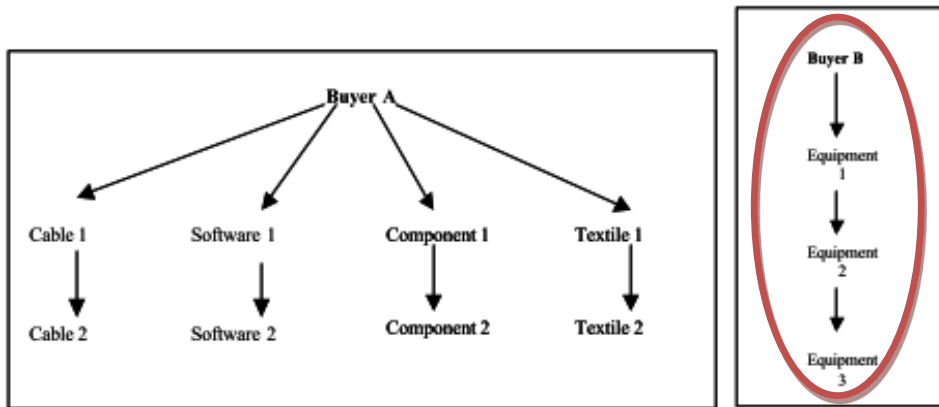 Buyer A
Cable 1
Software 1
Component 1
Textile 1
Cable 2
Software 2
Component 2
Textile 2
Buyer B
Equipment
1
Equipment
2
Equipment
3